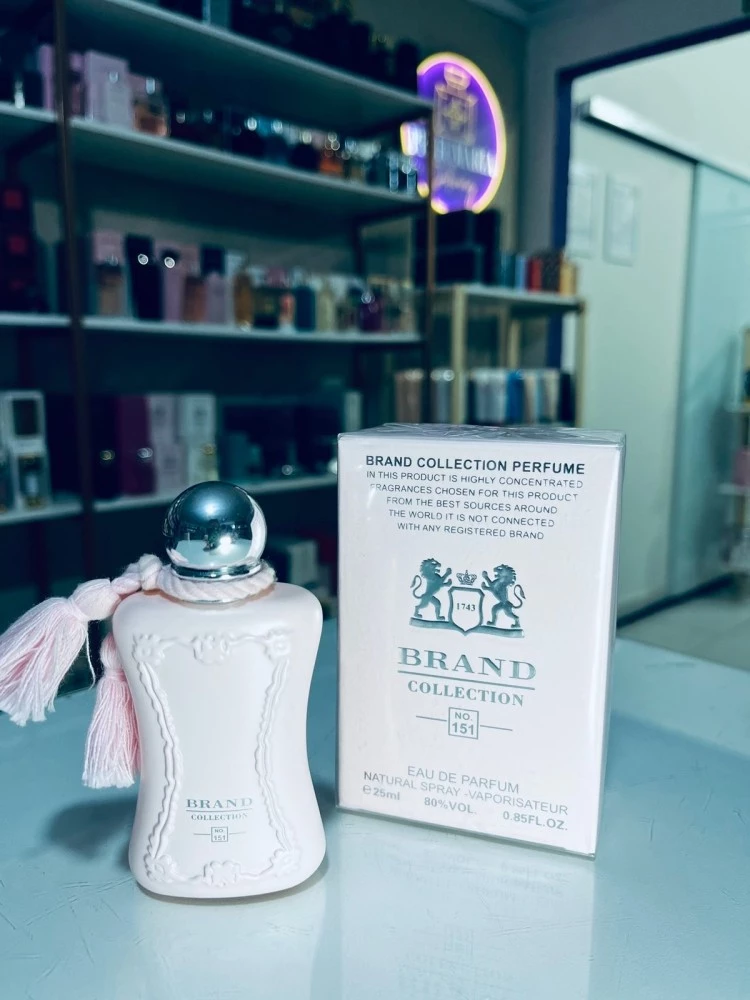 BRAND COLLECTION PERFUME
IN THIS PRODUCT IS HIGHLY CONCENTRATED
FRAGRANCES CHOSEN FOR THIS PRODUCT
FROM THE BEST SOURCES AROUND
THE WORLD IT IS NOT CONNECTED
WITH ANY REGISTERED BRAND
1743
BRAND
COLLECTION
NO.
151
EAU DE PARFUM
NATURAL SPRAY -VAPORISATEUR
℮25ml 80%VOL. 0.85FL.OZ.
BRAND
COLLECTION
NO.
151